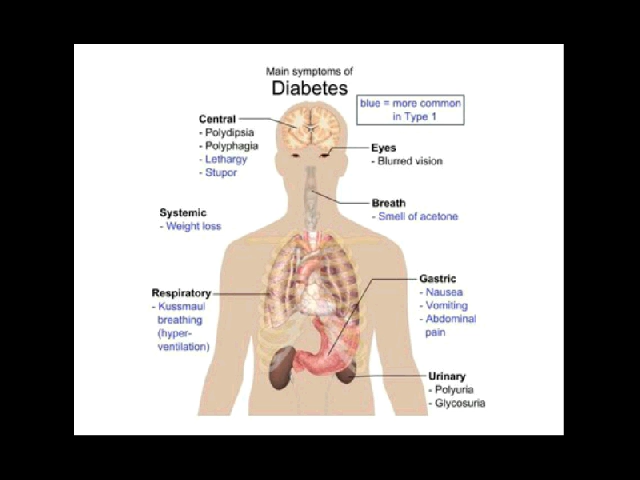 Main symptoms of
Diabetes
blue = more common
in Type 1
Central
- Polydipsia
- Polyphagia
- Lethargy
- Stupor
Eyes
- Blurred vision
Breath
- Smell of acetone
Systemic
- Weight loss
Respiratory
- Kussmaul
breathing
(hyper-
ventilation)
Gastric
- Nausea
- Vomiting
- Abdominal
pain
Urinary
- Polyuria
- Glycosuria